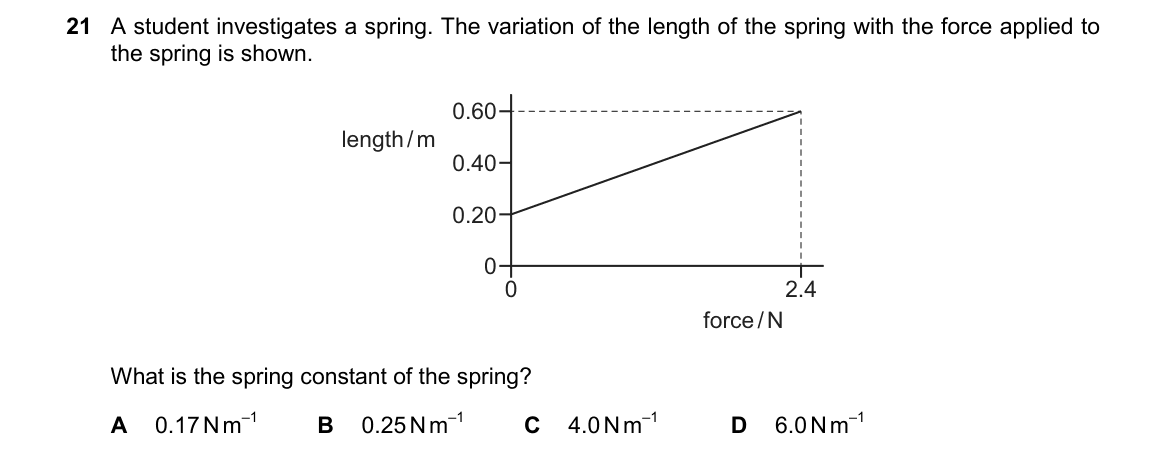 21 A student investigates a spring. The variation of the length of the spring with the force applied to
the spring is shown.
0.60
length / m
0.40
0.20
0
0
2.4
force / N
What is the spring constant of the spring?
A 0.17 N m⁻¹ B 0.25 N m⁻¹ C 4.0 N m⁻¹ D 6.0 N m⁻¹